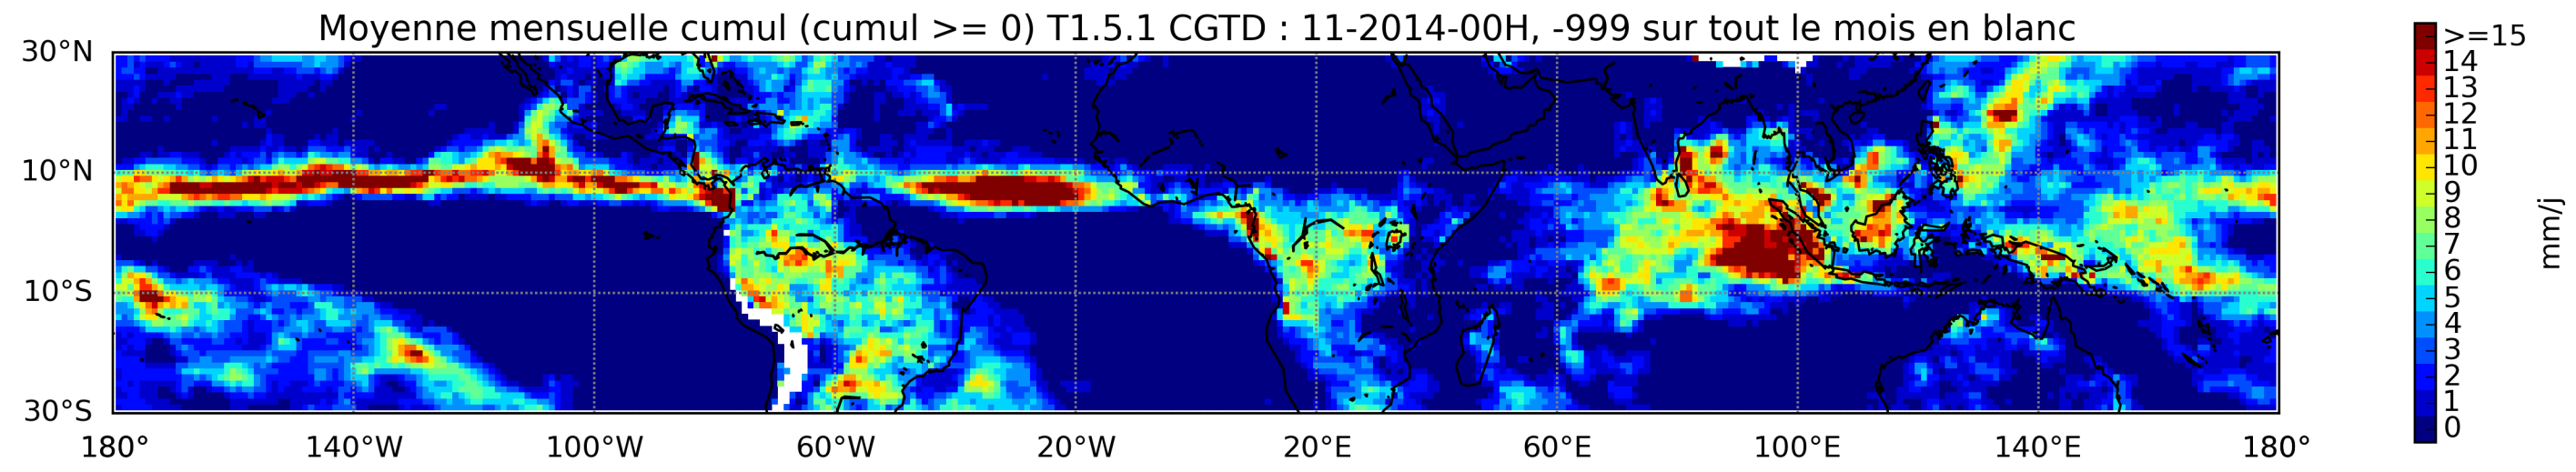 Moyenne mensuelle cumul (cumul >= 0) T1.5.1 CGTD : 11-2014-00H, -999 sur tout le mois en blanc
30°N
10°N
10°S
30°S
180° 140°W 100°W 60°W 20°W 20°E 60°E 100°E 140°E 180°
>=15
14
13
12
11
10
9
8
7
6
5
4
3
2
1
0
mm/j